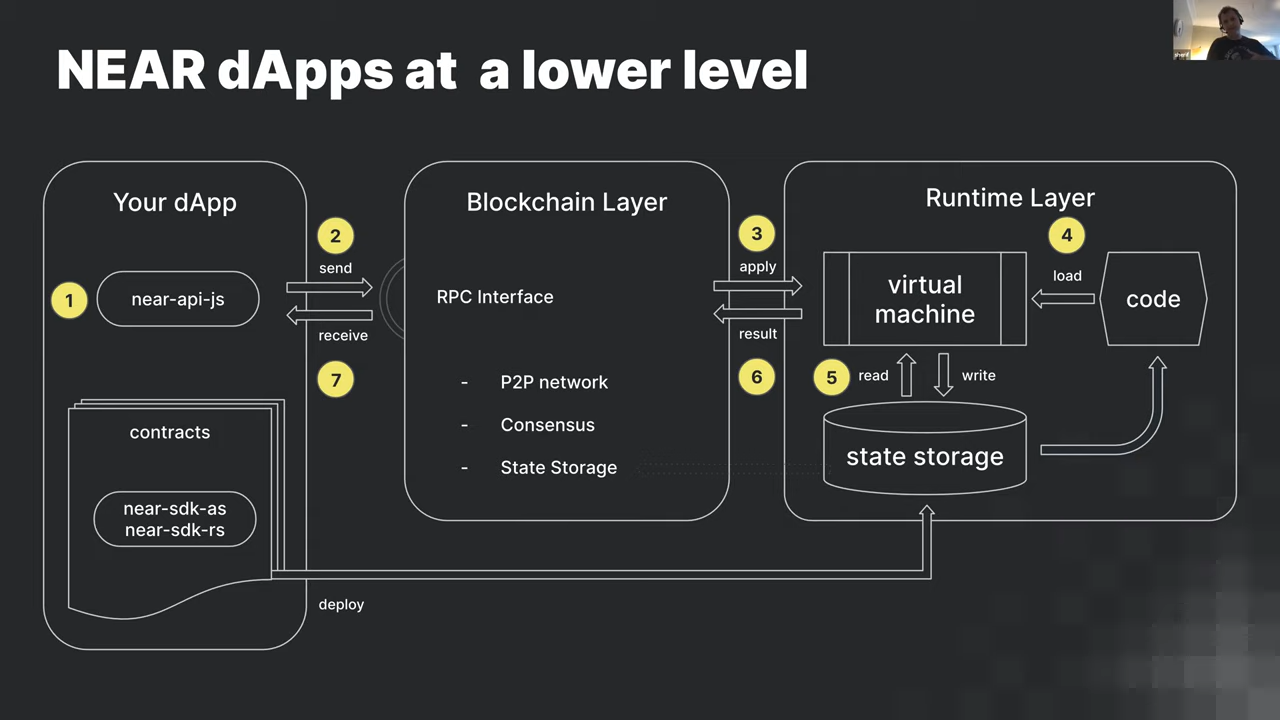 NEAR dApps at a lower level
Your dApp
1
near-api-js
contracts
near-sdk-as
near-sdk-rs
2
send
receive
7
deploy
Blockchain Layer
RPC Interface
- P2P network
- Consensus
- State Storage
3
apply
result
6
Runtime Layer
virtual
machine
4
load
code
5
read
write
state storage